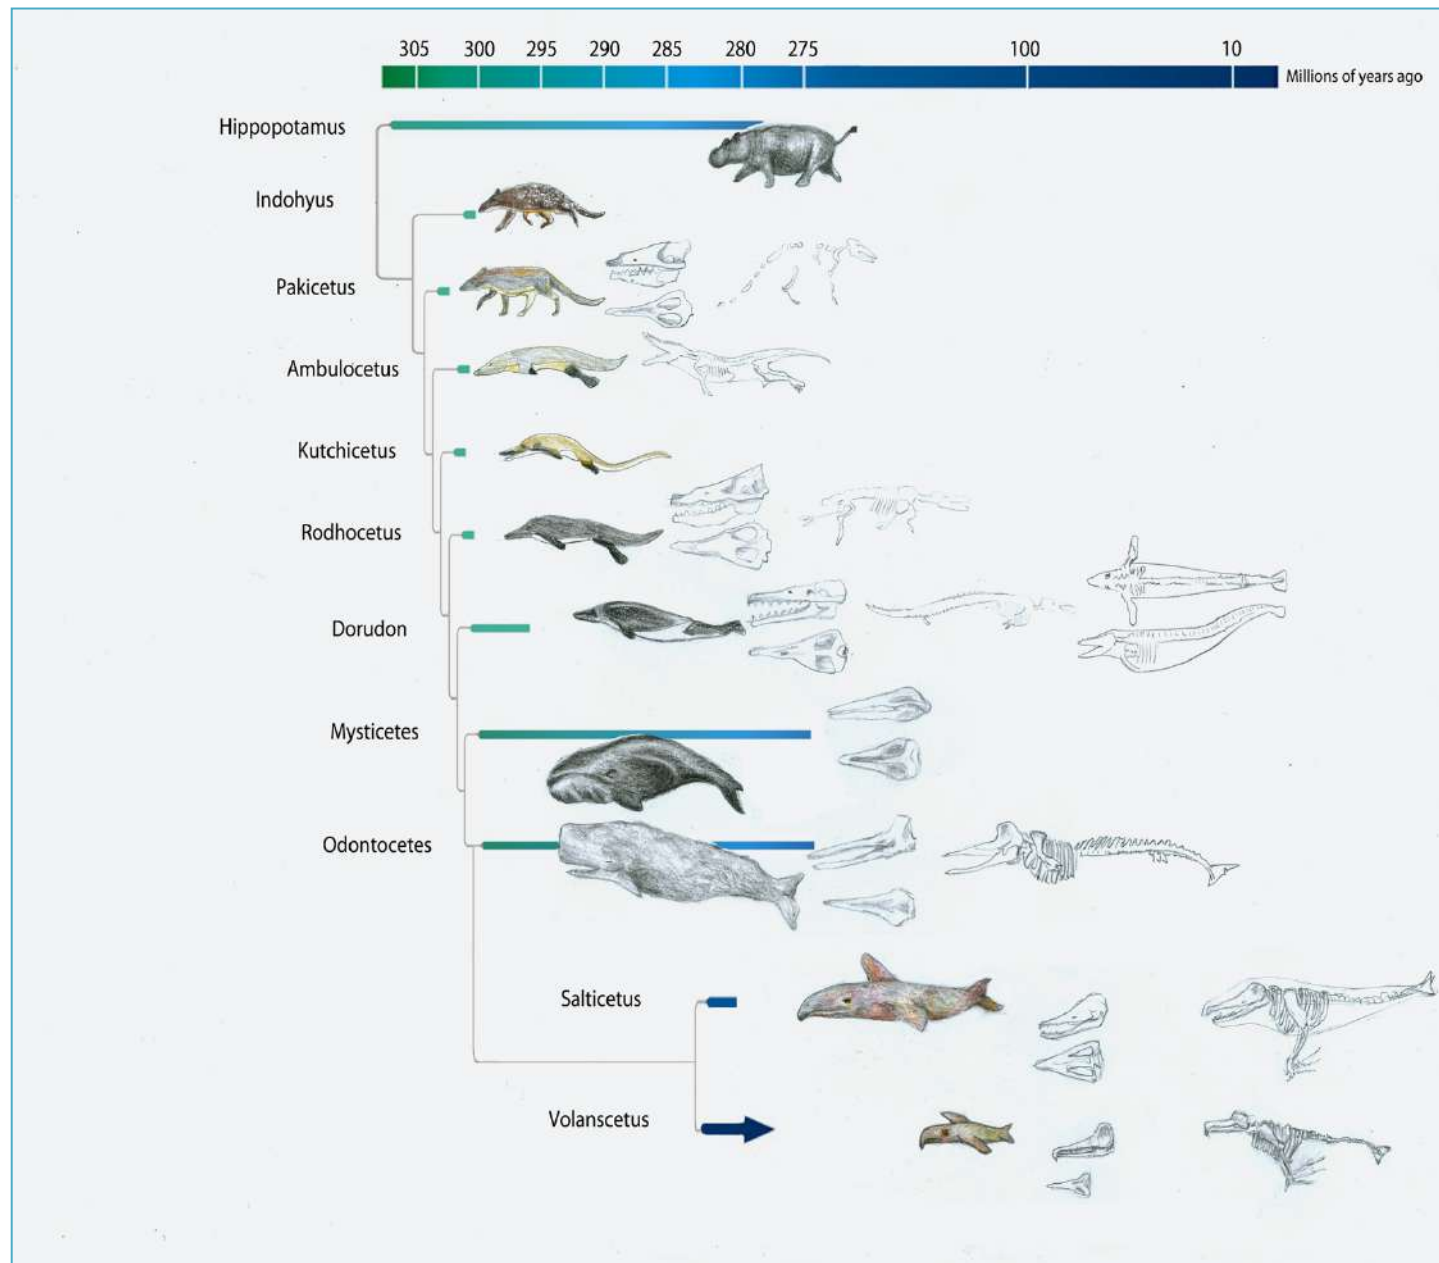 305 300 295 290 285 280 275 100 10
Millions of years ago
Hippopotamus
Indohyus
Pakicetus
Ambulocetus
Kutchicetus
Rodhocetus
Dorudon
Mysticetes
Odontocetes
Salticetus
Volanscetus